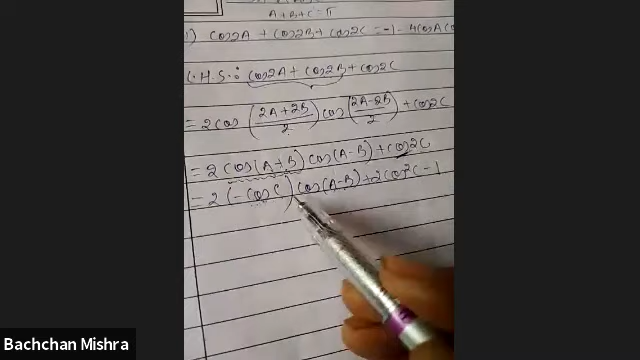 A+B+C=π
1) cos2A + cos2B + cos2C = -1 - 4cosA
L.H.S.: cos2A + cos2B + cos2C
= 2cos(2A+2B/2) cos(2A-2B/2) + cos2C
= 2cos(A+B) cos(A-B) + cos2C
= 2(-cosC) cos(A-B) + 2cos²C - 1
Bachchan Mishra